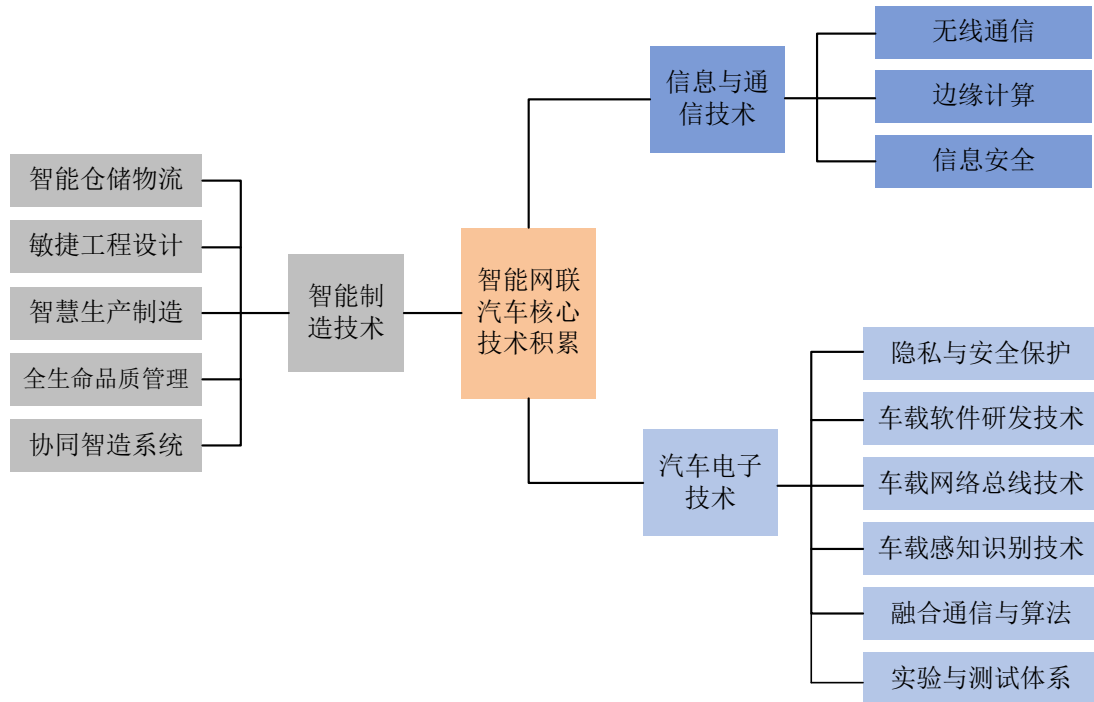 无线通信
边缘计算
信息安全
信息与通
信技术
智能仓储物流
敏捷工程设计
智慧生产制造
全生命品质管理
协同智造系统
智能制
造技术
智能网联
汽车核心
技术积累
汽车电子
技术
隐私与安全保护
车载软件研发技术
车载网络总线技术
车载感知识别技术
融合通信与算法
实验与测试体系